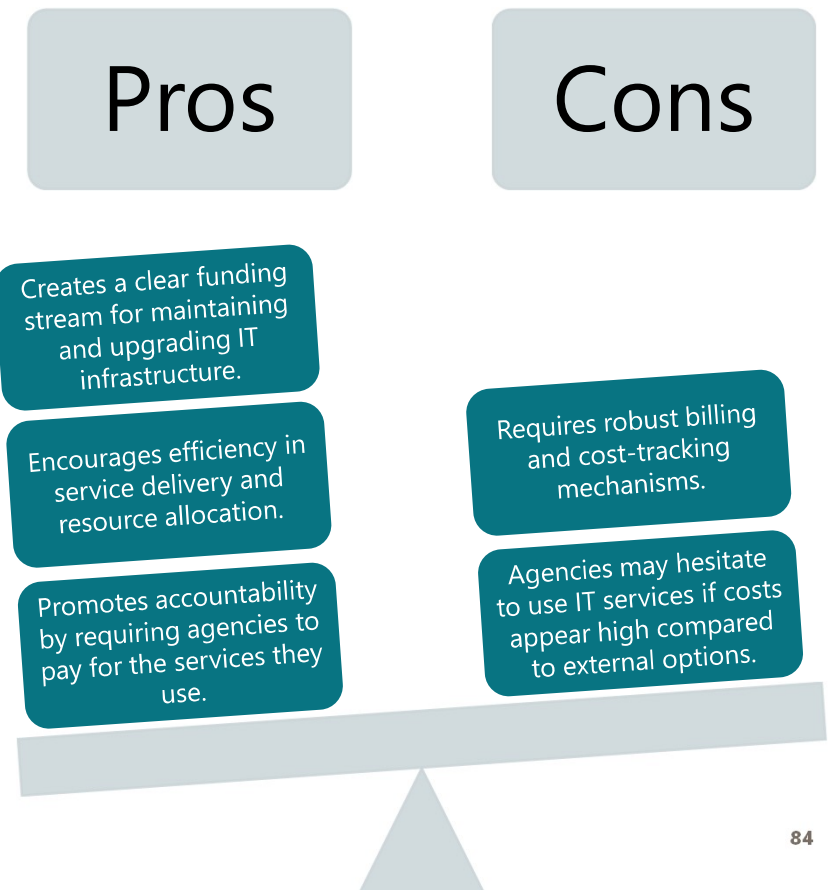 Pros
Cons
Creates a clear funding
stream for maintaining
and upgrading IT
infrastructure.
Encourages efficiency in
service delivery and
resource allocation.
Promotes accountability
by requiring agencies to
pay for the services they
use.
Requires robust billing
and cost-tracking
mechanisms.
Agencies may hesitate
to use IT services if costs
appear high compared
to external options.
84